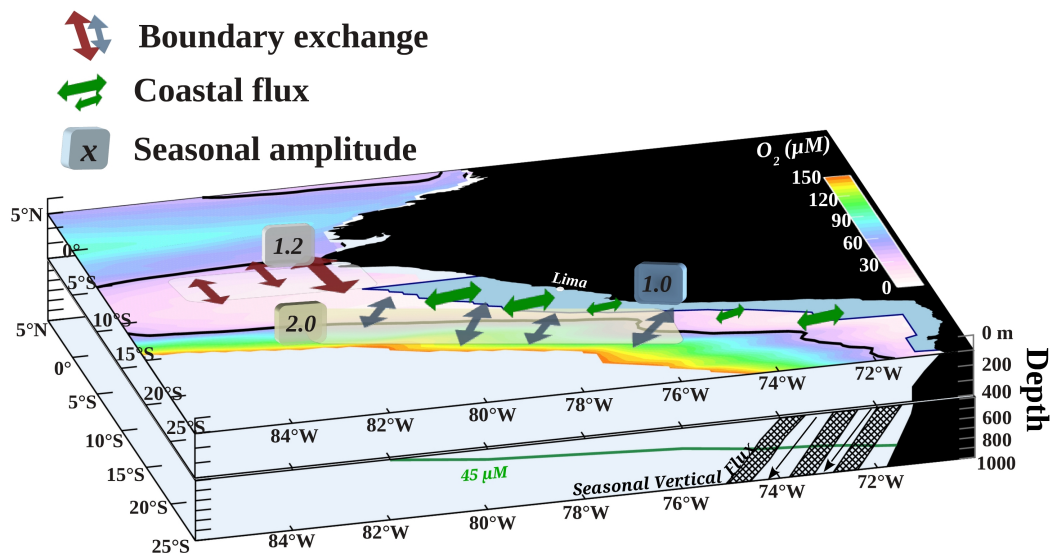 Boundary exchange
Coastal flux
x
Seasonal amplitude
O2 (µM)
150
120
90
60
30
0
5°N
0°
5°S
10°S
15°S
20°S
25°S
1.2
Lima
1.0
2.0
5°N
0°
5°S
10°S
15°S
20°S
25°S
84°W
82°W
80°W
78°W
76°W
74°W
72°W
0 m
200
400
600
800
1000
Depth
45 µM
Seasonal Vertical Flux
84°W
82°W
80°W
78°W
76°W
74°W
72°W